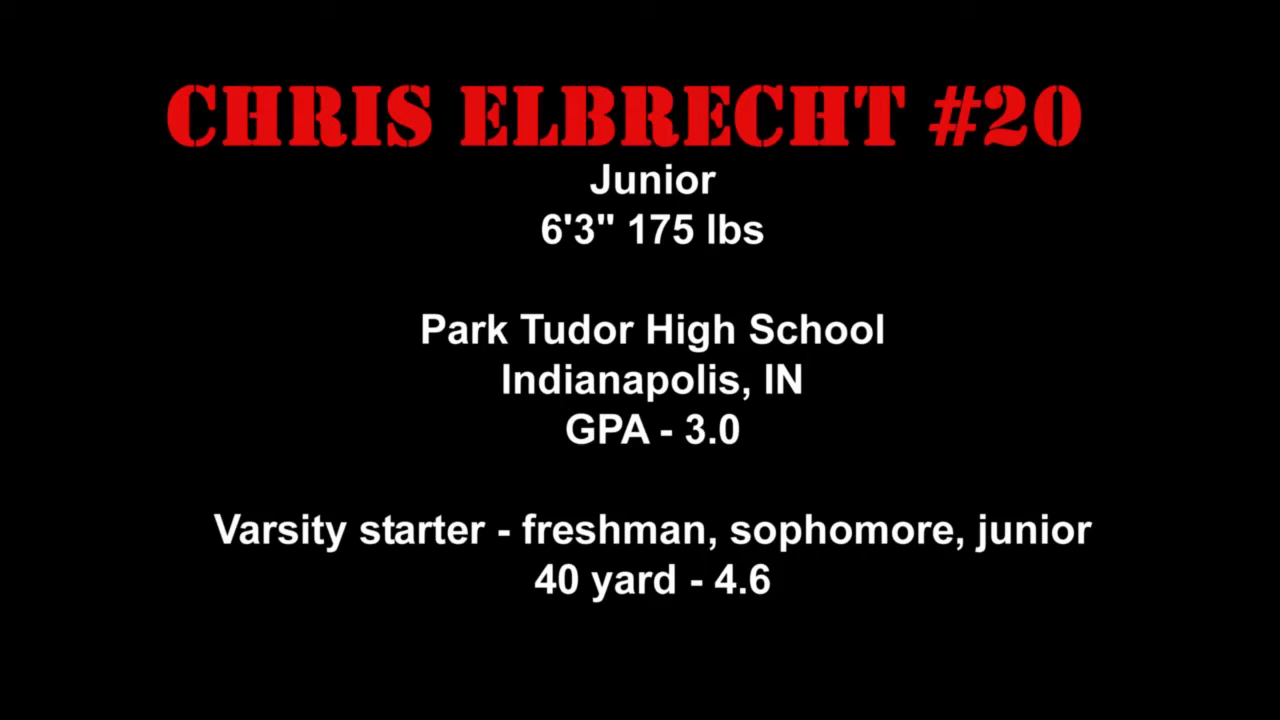 CHRIS ELBRECHT #20
Junior
6'3" 175 lbs
Park Tudor High School
Indianapolis, IN
GPA - 3.0
Varsity starter - freshman, sophomore, junior
40 yard - 4.6